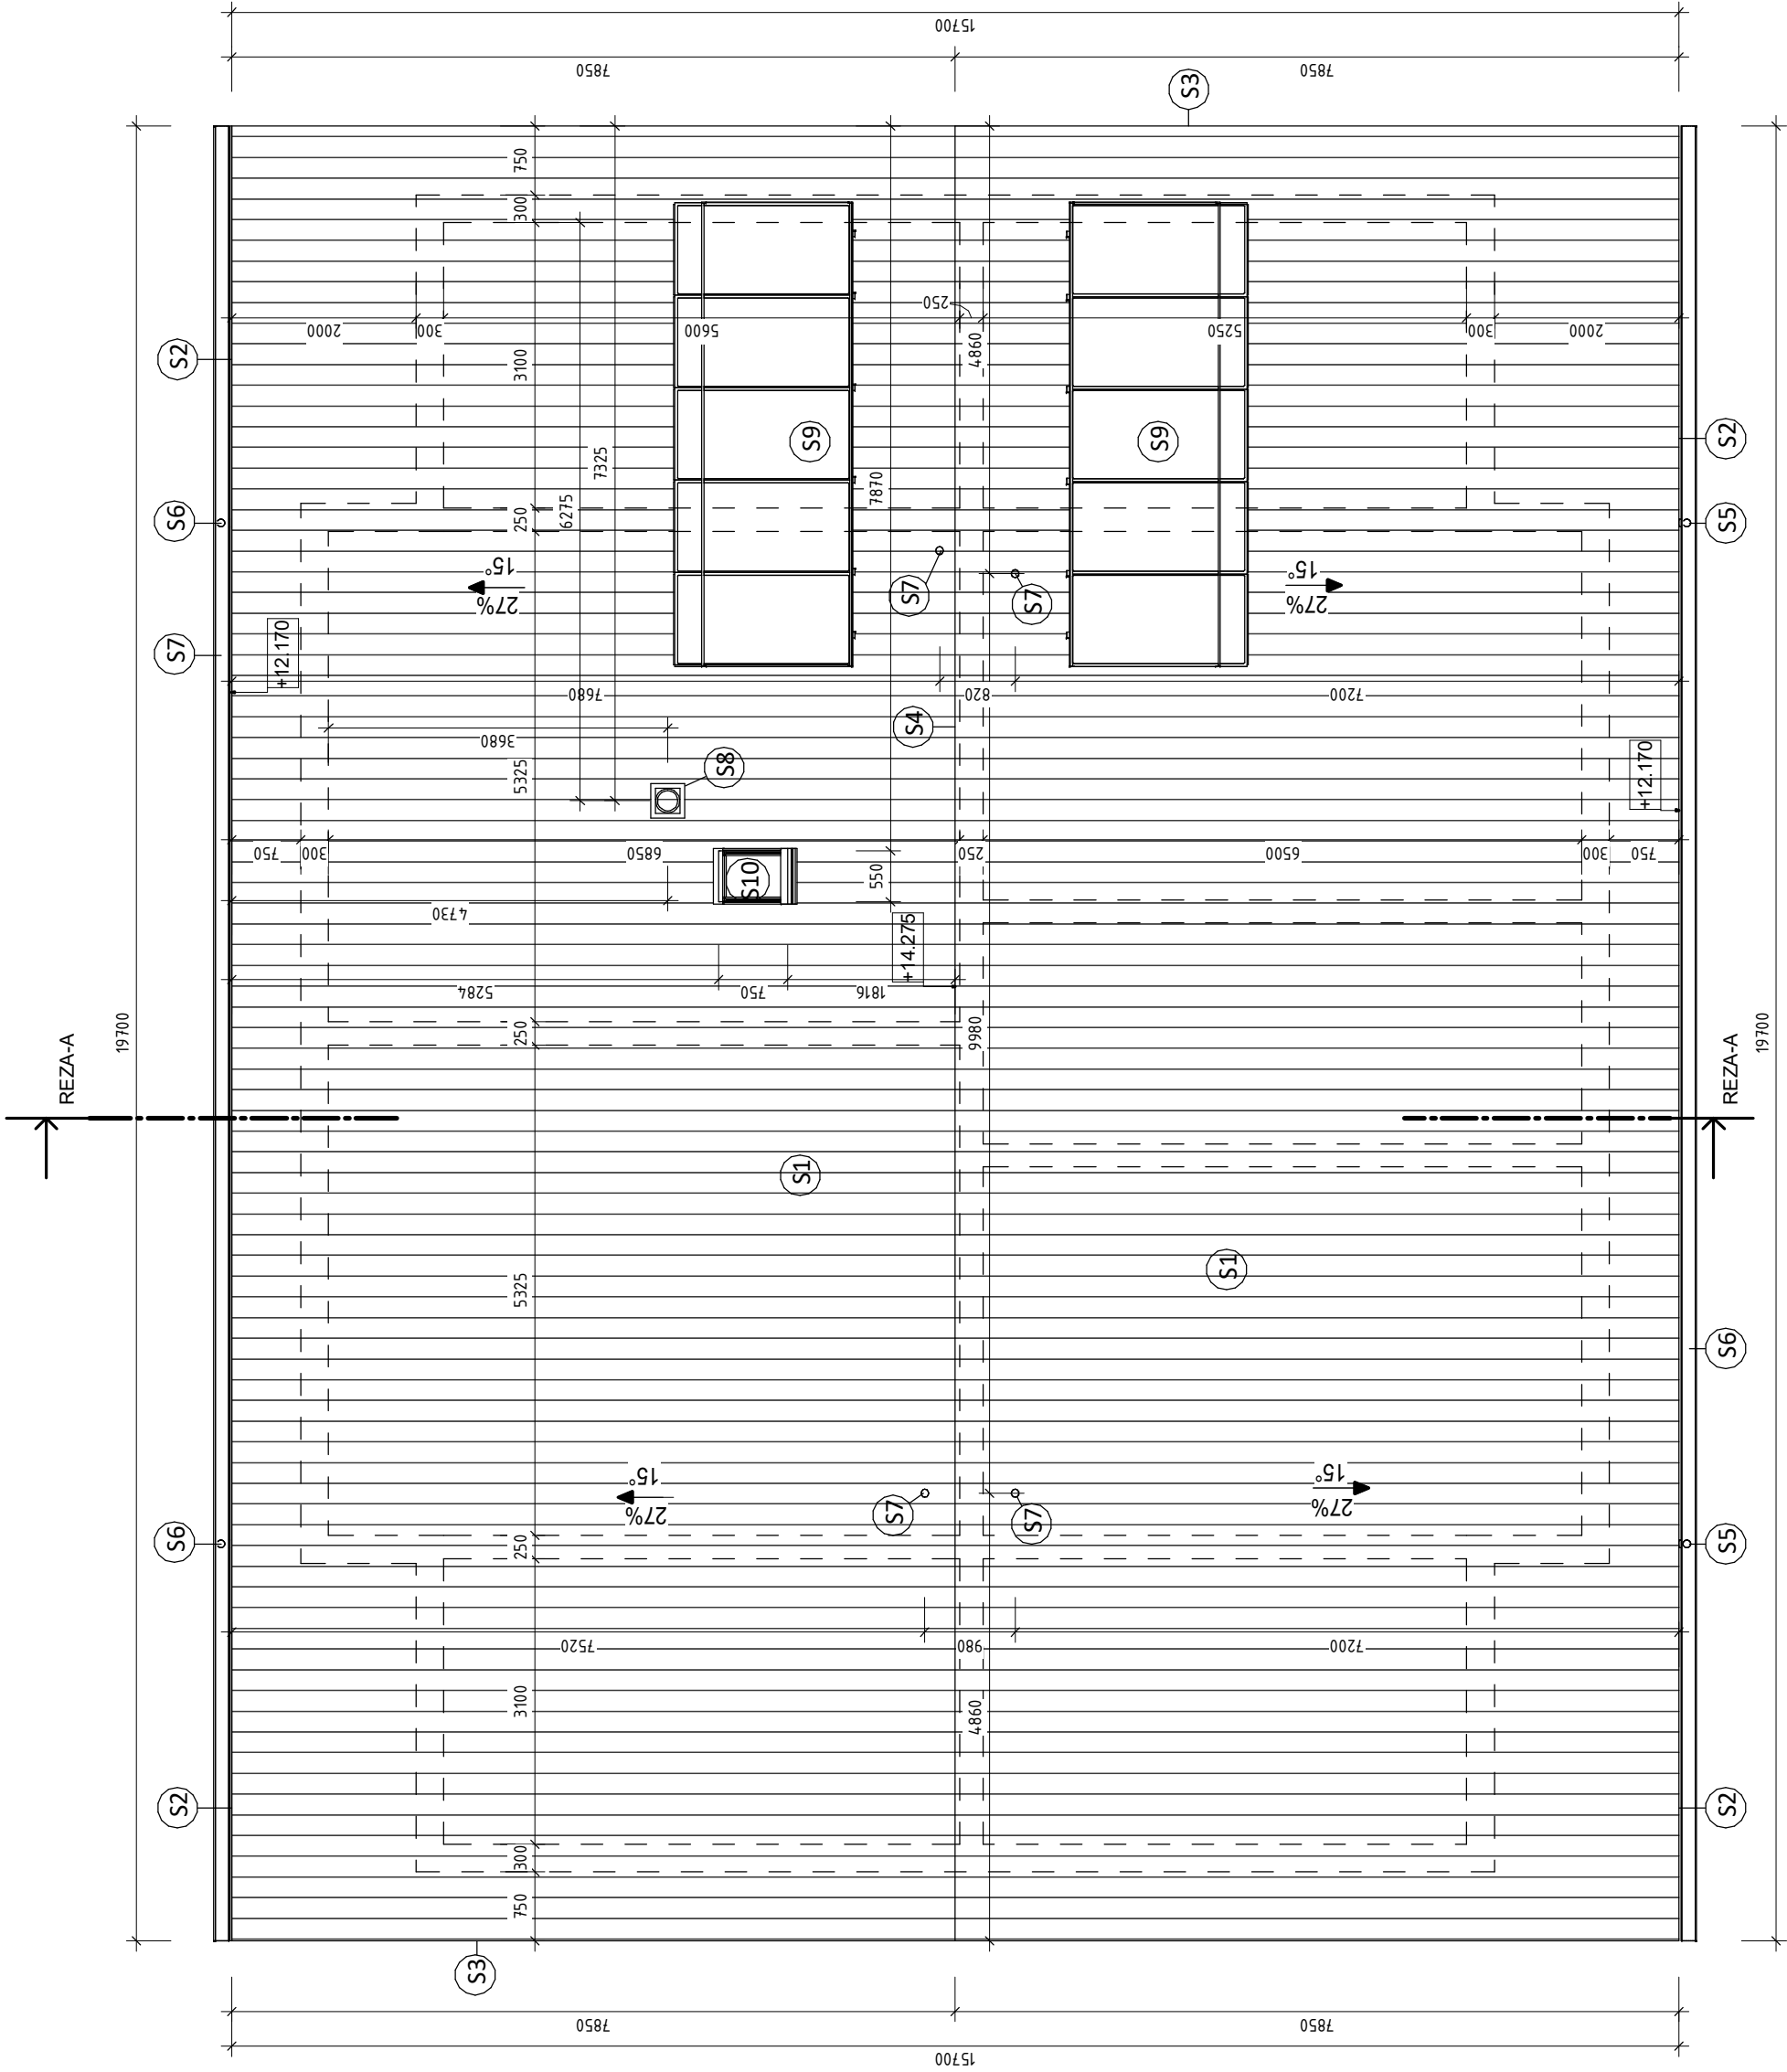 15700
7850
7850
19700
S3
750
300
2000
300
5600
250
4860
5250
300
2000
S2
3100
S9
S9
S2
7325
7870
6275
250
S6
S5
15°
27%
S7
S7
15°
27%
S7
+12.170
7680
820
7200
S4
3680
S8
5325
+12.170
750
300
6850
S10
550
250
6500
300
750
4730
+14.275
5284
750
1816
250
9980
REZA-A
19700
REZA-A
19700
S1
S1
5325
S6
15°
27%
S7
S7
15°
27%
S6
250
S5
7520
980
7200
3100
4860
S2
S2
300
750
S3
7850
7850
15700